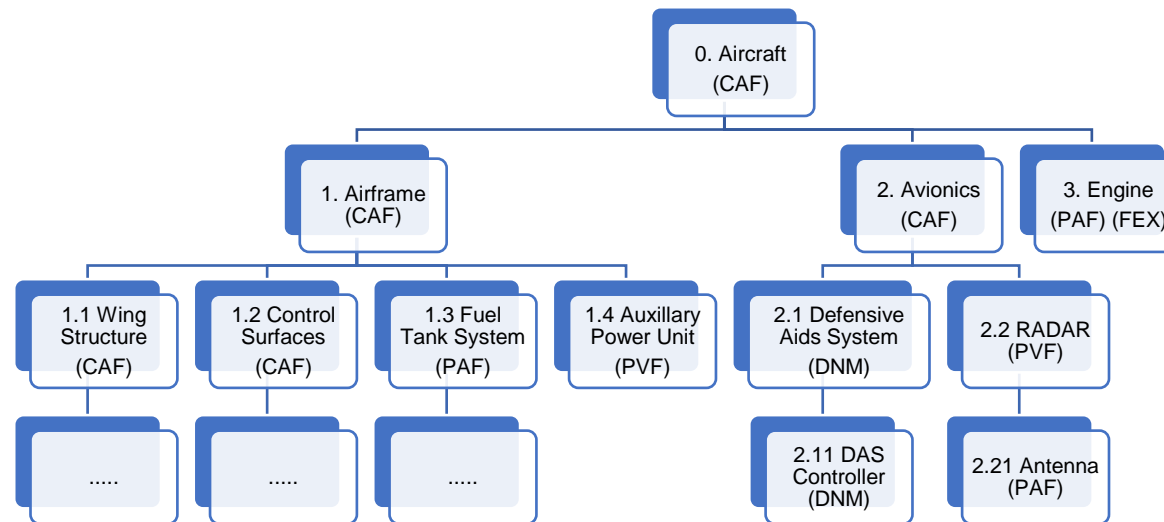 0. Aircraft
(CAF)
1. Airframe
(CAF)
2. Avionics
(CAF)
3. Engine
(PAF) (FEX)
1.1 Wing
Structure
(CAF)
1.2 Control
Surfaces
(CAF)
1.3 Fuel
Tank System
(PAF)
1.4 Auxillary
Power Unit
(PVF)
2.1 Defensive
Aids System
(DNM)
2.2 RADAR
(PVF)
.....
.....
.....
2.11 DAS
Controller
(DNM)
2.21 Antenna
(PAF)